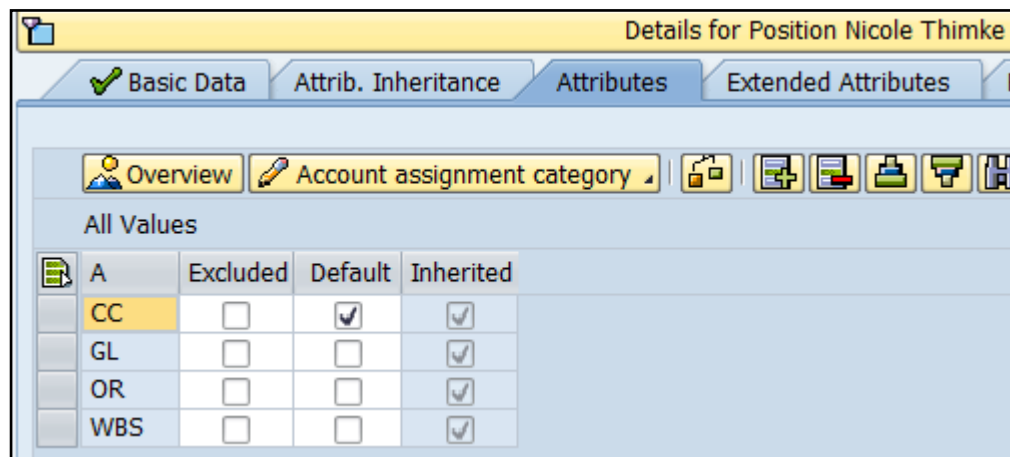 Details for Position Nicole Thimke
Basic Data Attrib. Inheritance Attributes Extended Attributes
Overview Account assignment category
All Values
A Excluded Default Inherited
CC
GL
OR
WBS